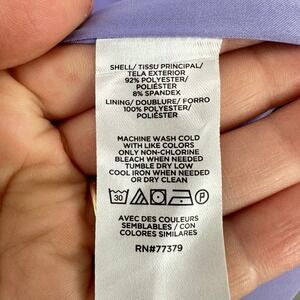 SHELL/ TISSU PRINCIPAL/
TELA EXTERIOR
92% POLYESTER/
POLIÉSTER
8% SPANDEX
LINING/ DOUBLURE/ FORRO
100% POLYESTER/
POLIÉSTER
MACHINE WASH COLD
WITH LIKE COLORS
ONLY NON-CHLORINE
BLEACH WHEN NEEDED
TUMBLE DRY LOW
COOL IRON WHEN NEEDED
OR DRY CLEAN
30 P
AVEC DES COULEURS
SEMBLABLES / CON
COLORES SIMILARES
RN#77379